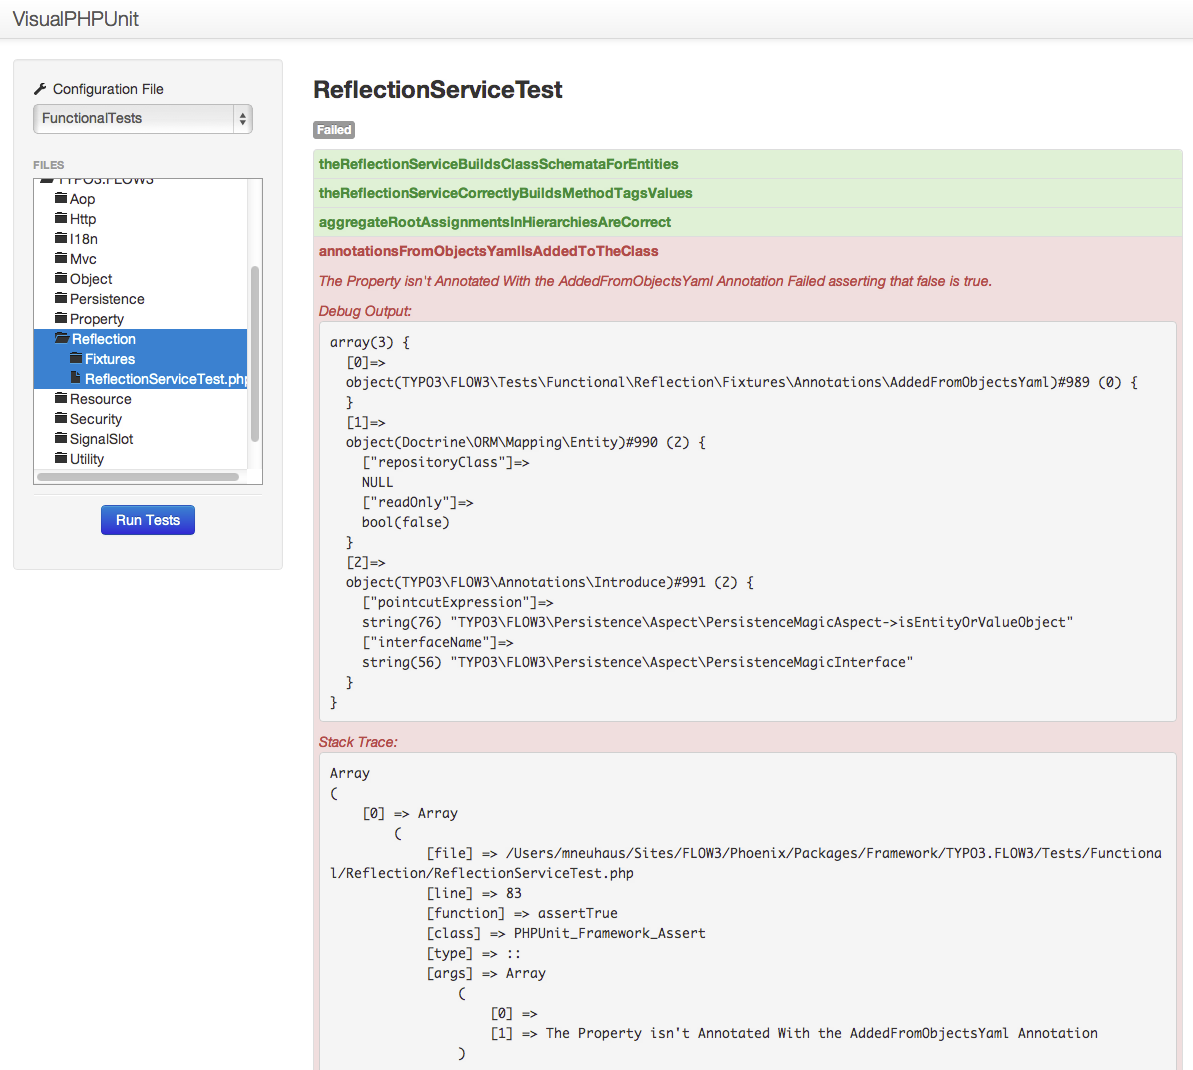 VisualPHPUnit
Configuration File
FunctionalTests
FILES
TYPO3.FLOW3
Aop
Http
I18n
Mvc
Object
Persistence
Property
Reflection
Fixtures
ReflectionServiceTest.php
Resource
Security
SignalSlot
Utility
Run Tests
ReflectionServiceTest
Failed
theReflectionServiceBuildsClassSchemataForEntities
theReflectionServiceCorrectlyBuildsMethodTagsValues
aggregateRootAssignmentsInHierarchiesAreCorrect
annotationsFromObjectsYamlIsAddedToTheClass
The Property isn't Annotated With the AddedFromObjectsYaml Annotation Failed asserting that false is true.
Debug Output:
array(3) {
[0]=>
object(TYPO3\FLOW3\Tests\Functional\Reflection\Fixtures\Annotations\AddedFromObjectsYaml)#989 (0) {
}
[1]=>
object(Doctrine\ORM\Mapping\Entity)#990 (2) {
["repositoryClass"]=>
NULL
["readOnly"]=>
bool(false)
}
[2]=>
object(TYPO3\FLOW3\Annotations\Introduce)#991 (2) {
["pointcutExpression"]=>
string(76) "TYPO3\FLOW3\Persistence\Aspect\PersistenceMagicAspect->isEntityOrValueObject"
["interfaceName"]=>
string(56) "TYPO3\FLOW3\Persistence\Aspect\PersistenceMagicInterface"
}
}
Stack Trace:
Array
(
[0] => Array
(
[file] => /Users/mneuhaus/Sites/FLOW3/Phoenix/Packages/Framework/TYPO3.FLOW3/Tests/Functiona
l/Reflection/ReflectionServiceTest.php
[line] => 83
[function] => assertTrue
[class] => PHPUnit_Framework_Assert
[type] => ::
[args] => Array
(
[0] =>
[1] => The Property isn't Annotated With the AddedFromObjectsYaml Annotation
)